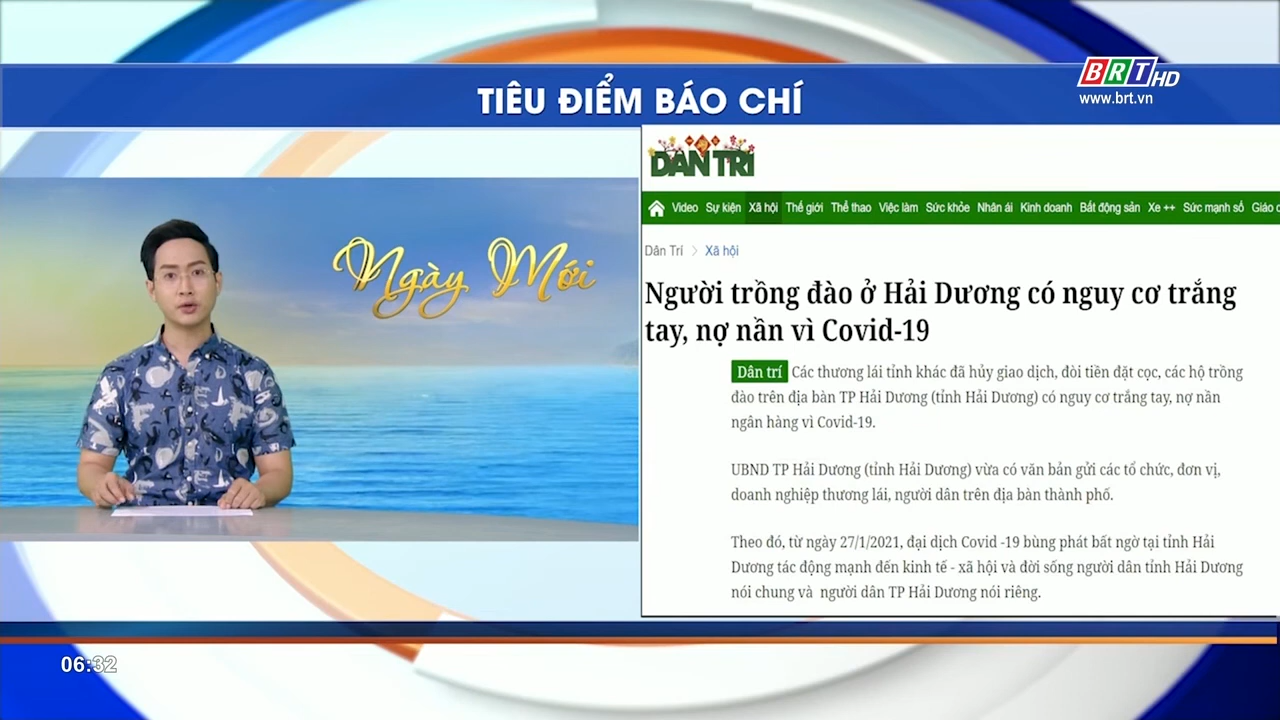 TIÊU ĐIỂM BÁO CHÍ
BRT HD
www.brt.vn
Ngày Mới
DÂN TRÍ
Video Sự kiện Xã hội Thế giới Thể thao Việc làm Sức khỏe Nhân ái Kinh doanh Bất động sản Xe ++ Sức mạnh số Giáo
Dân Trí > Xã hội
Người trồng đào ở Hải Dương có nguy cơ trắng
tay, nợ nần vì Covid-19
Dân trí Các thương lái tỉnh khác đã hủy giao dịch, đòi tiền đặt cọc, các hộ trồng
đào trên địa bàn TP Hải Dương (tỉnh Hải Dương) có nguy cơ trắng tay, nợ nần
ngân hàng vì Covid-19.
UBND TP Hải Dương (tỉnh Hải Dương) vừa có văn bản gửi các tổ chức, đơn vị,
doanh nghiệp thương lái, người dân trên địa bàn thành phố.
Theo đó, từ ngày 27/1/2021, đại dịch Covid -19 bùng phát bất ngờ tại tỉnh Hải
Dương tác động mạnh đến kinh tế - xã hội và đời sống người dân tỉnh Hải Dương
nói chung và người dân TP Hải Dương nói riêng.
06:32